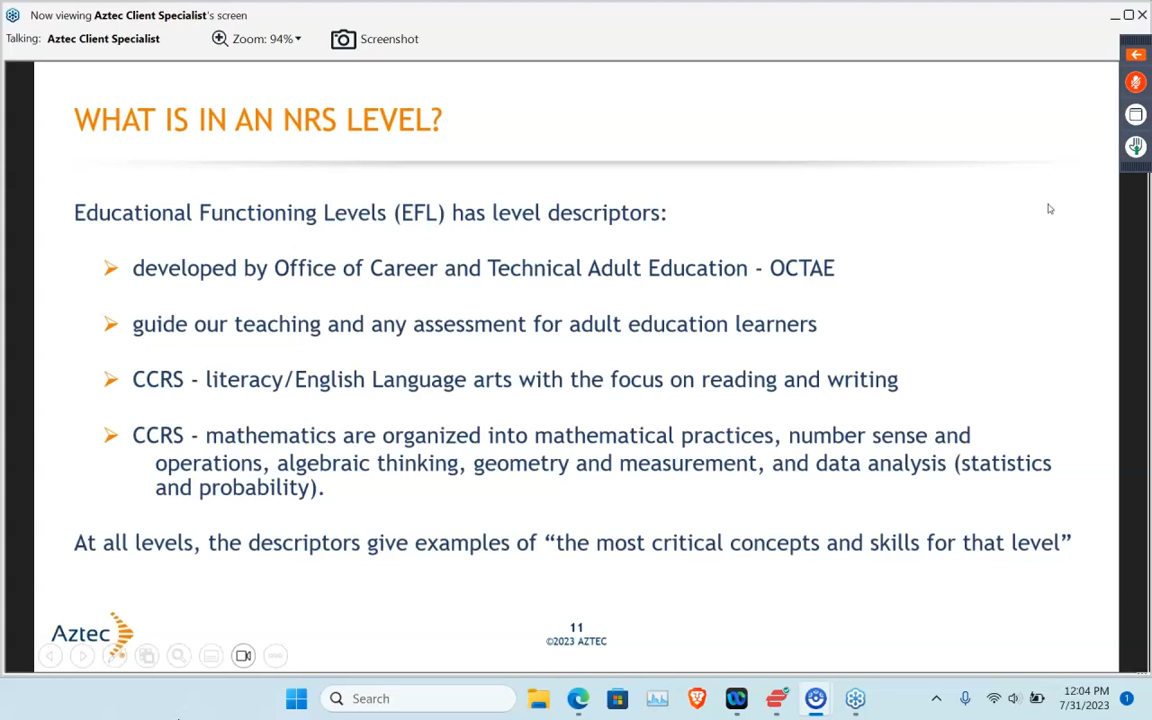 Now viewing Aztec Client Specialist's screen
Talking: Aztec Client Specialist
Zoom: 94%
Screenshot
WHAT IS IN AN NRS LEVEL?
Educational Functioning Levels (EFL) has level descriptors:
developed by Office of Career and Technical Adult Education - OCTAE
guide our teaching and any assessment for adult education learners
CCRS - literacy/English Language arts with the focus on reading and writing
CCRS - mathematics are organized into mathematical practices, number sense and
operations, algebraic thinking, geometry and measurement, and data analysis (statistics
and probability).
At all levels, the descriptors give examples of “the most critical concepts and skills for that level”
Aztec
11
©2023 AZTEC
Search
12:04 PM
7/31/2023
1